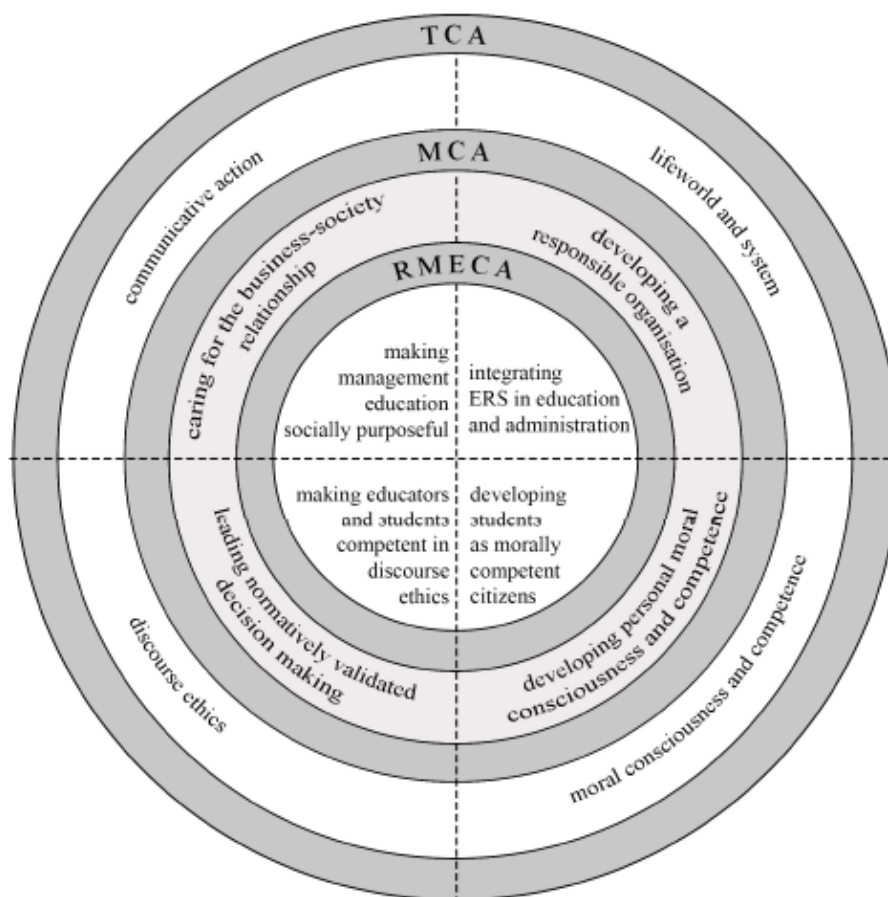 TCA
communicative action
lifeworld and system
MCA
caring for the business-society
relationship
developing a
responsible organisation
RMECA
making
management
education
socially purposeful
integrating
ERS in education
and administration
making educators
and students
competent in
discourse
ethics
developing
students
as morally
competent
citizens
leading normatively validated
decision making
developing personal moral
consciousness and competence
discourse ethics
moral consciousness and competence